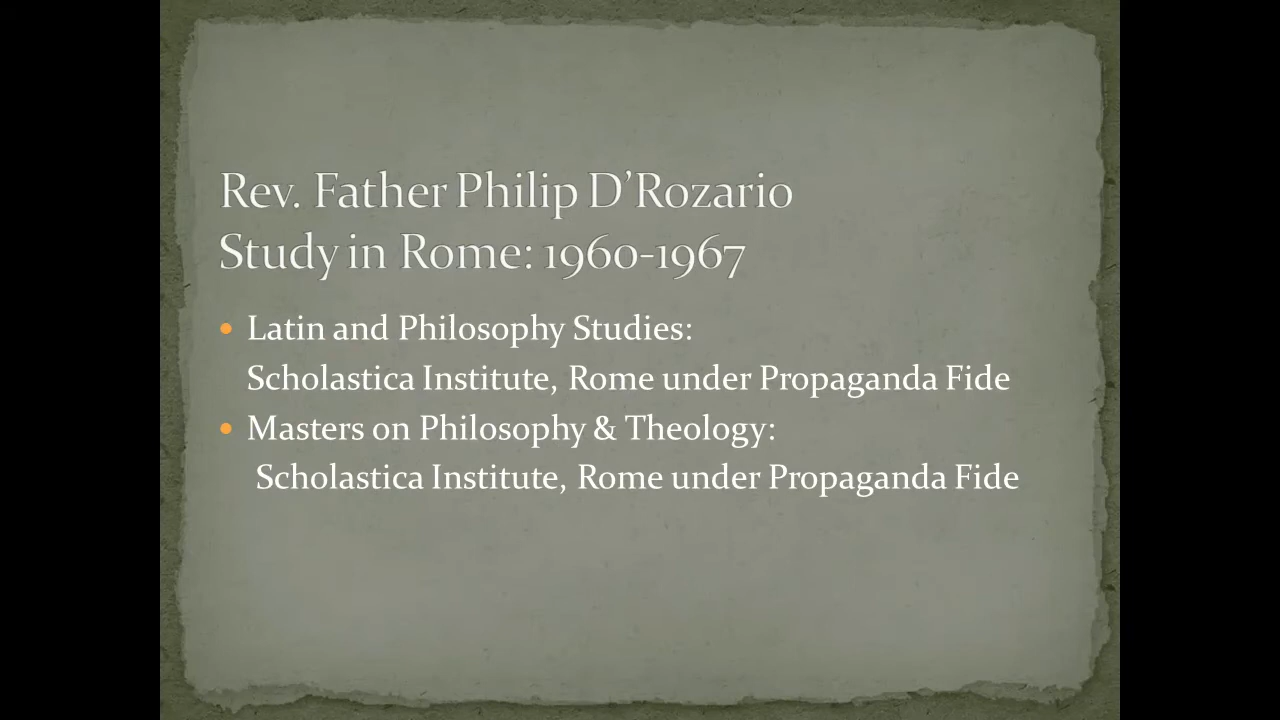 Rev. Father Philip D’Rozario
Study in Rome: 1960-1967
• Latin and Philosophy Studies:
Scholastica Institute, Rome under Propaganda Fide
• Masters on Philosophy & Theology:
Scholastica Institute, Rome under Propaganda Fide